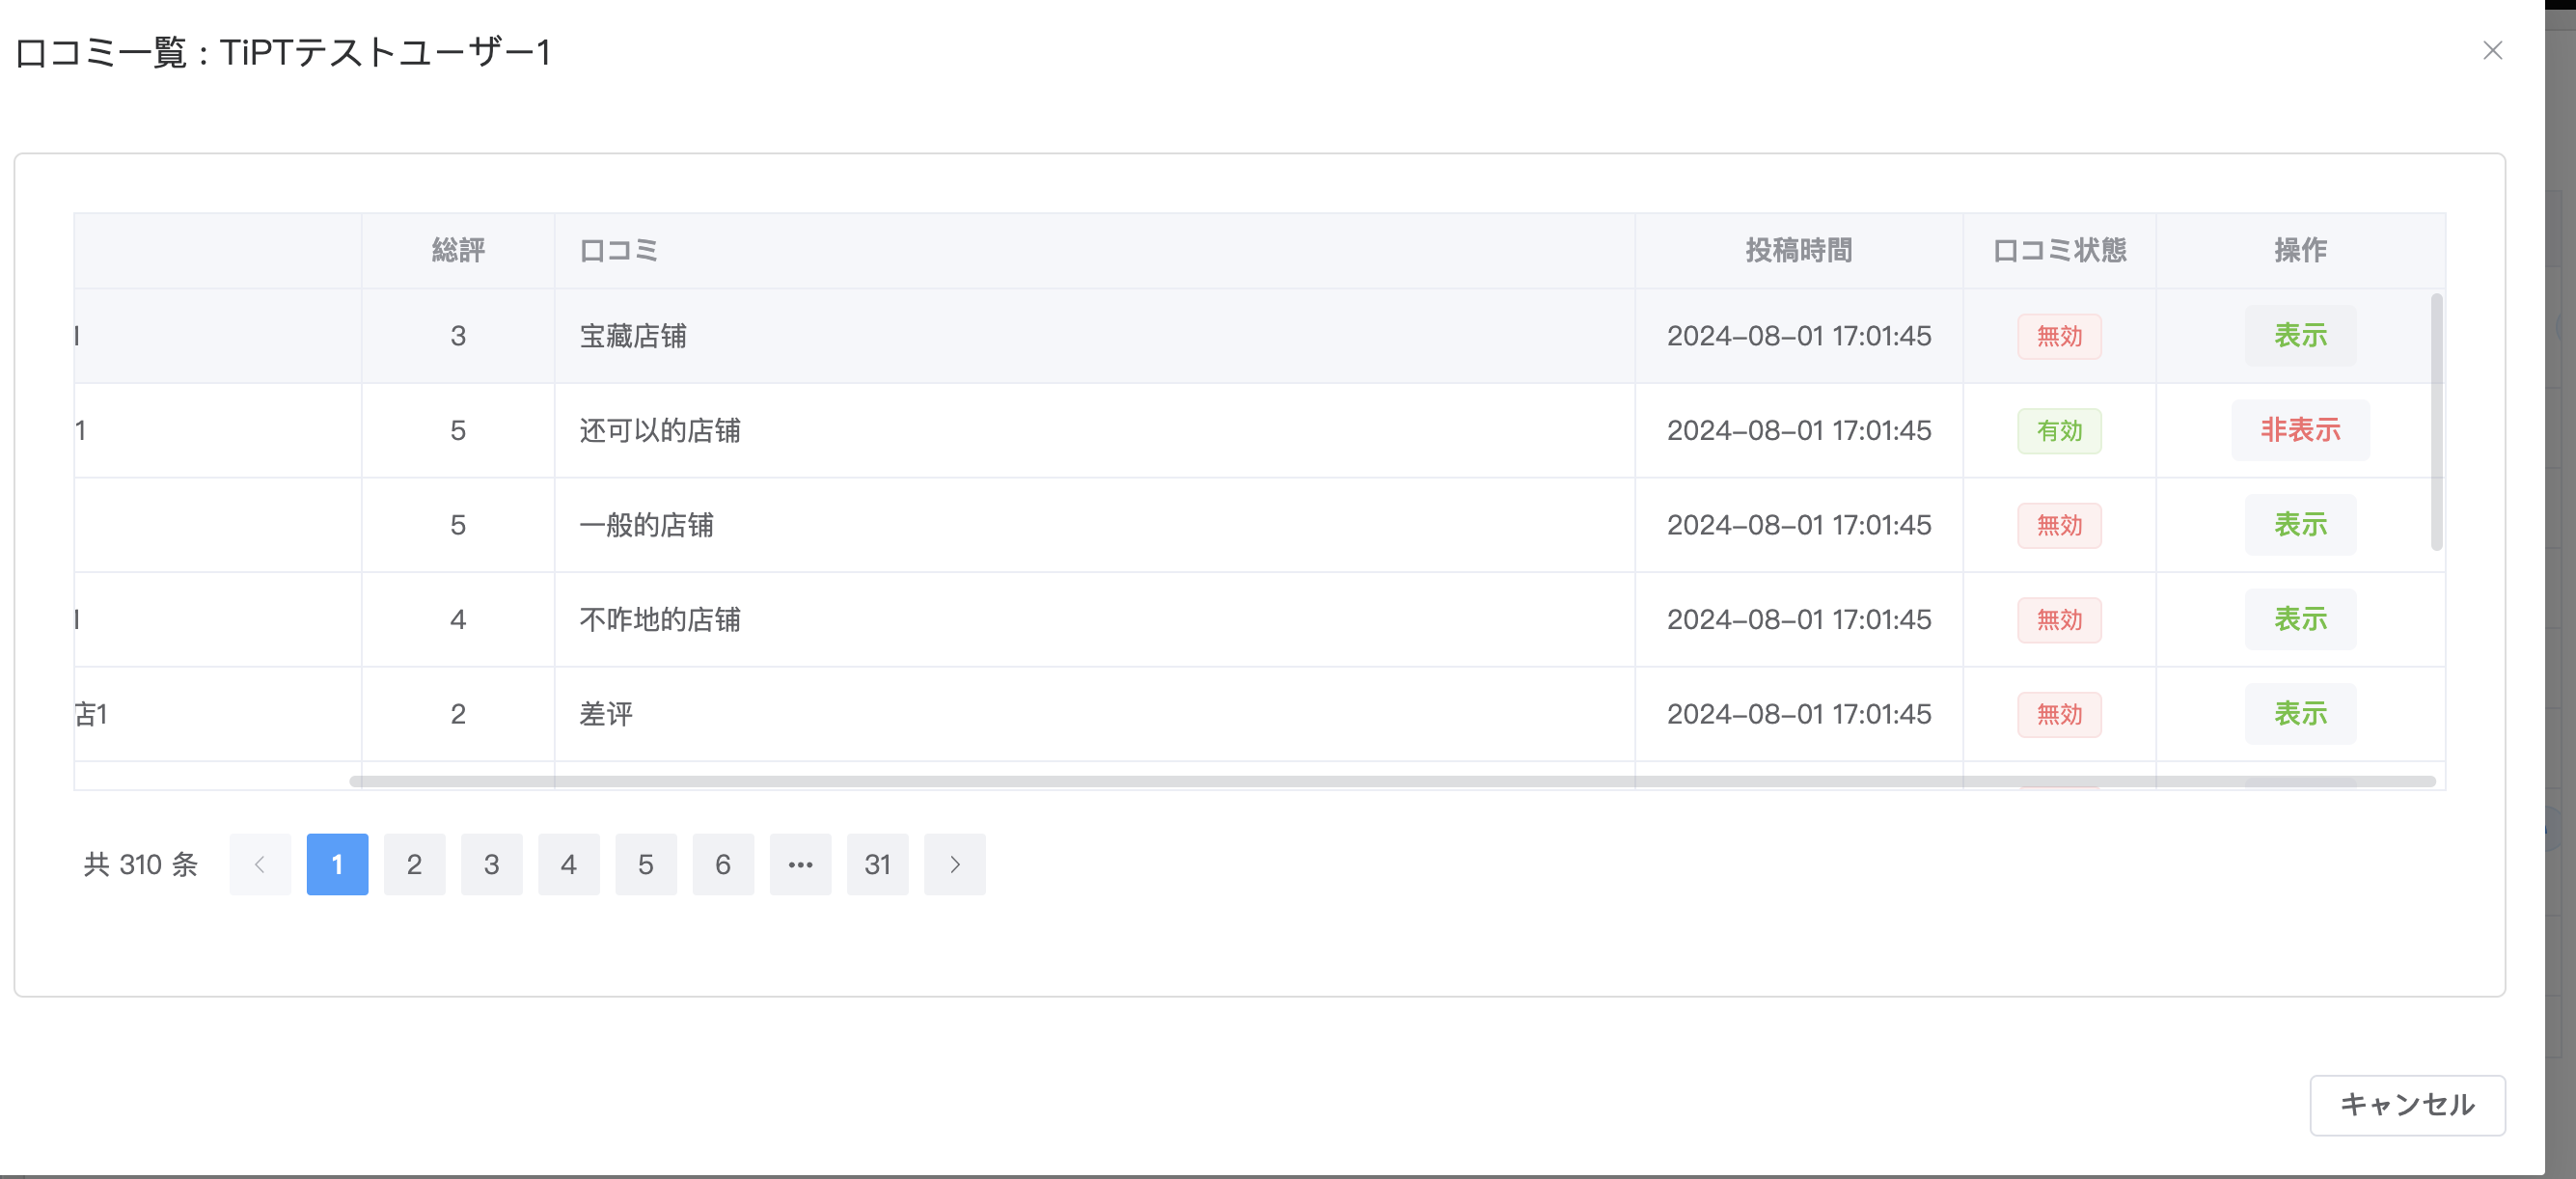 口コミ一覧 : TiPTテストユーザー1
総評 口コミ 投稿時間 口コミ状態 操作
3 宝藏店铺 2024-08-01 17:01:45 無効 表示
1 5 还可以的店铺 2024-08-01 17:01:45 有効 非表示
5 一般的店铺 2024-08-01 17:01:45 無効 表示
4 不咋地的店铺 2024-08-01 17:01:45 無効 表示
店1 2 差评 2024-08-01 17:01:45 無効 表示
共 310 条 1 2 3 4 5 6 ••• 31
キャンセル